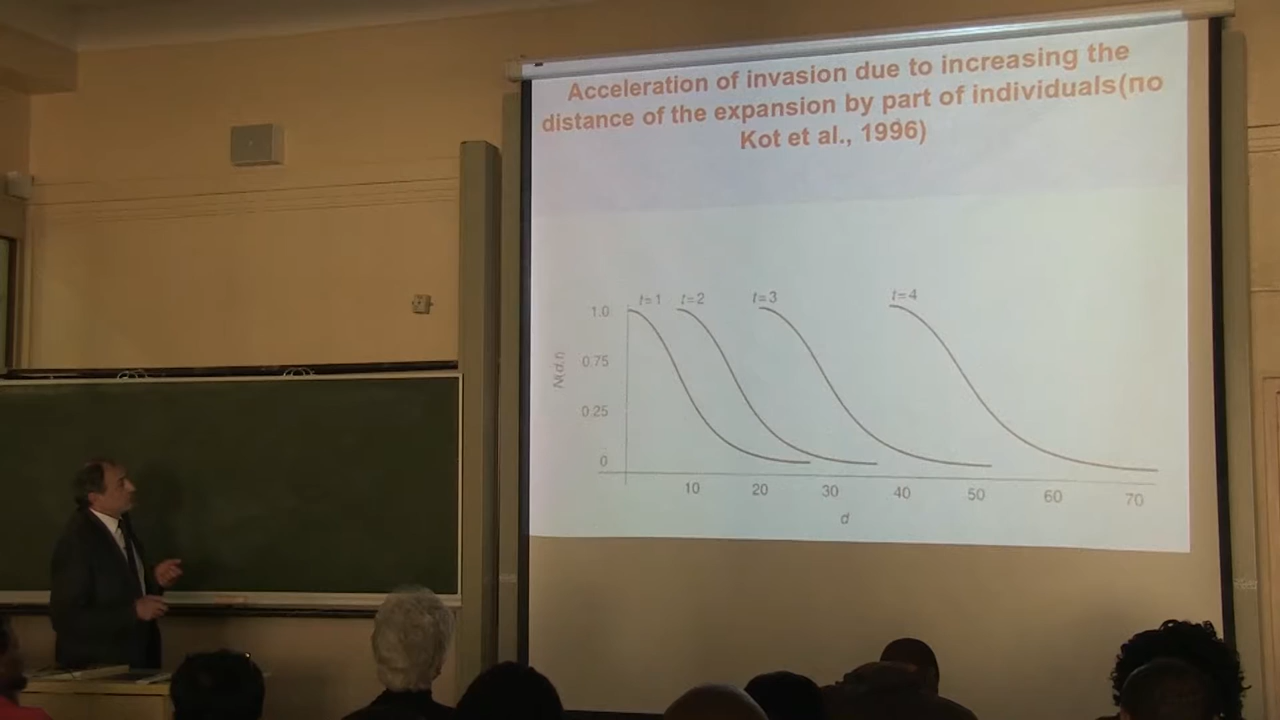 Acceleration of invasion due to increasing the
distance of the expansion by part of individuals(по
Kot et al., 1996)
t=1 t=2 t=3 t=4
1.0
0.75
0.25
0
N(d,t)
10 20 30 40 50 60 70
d